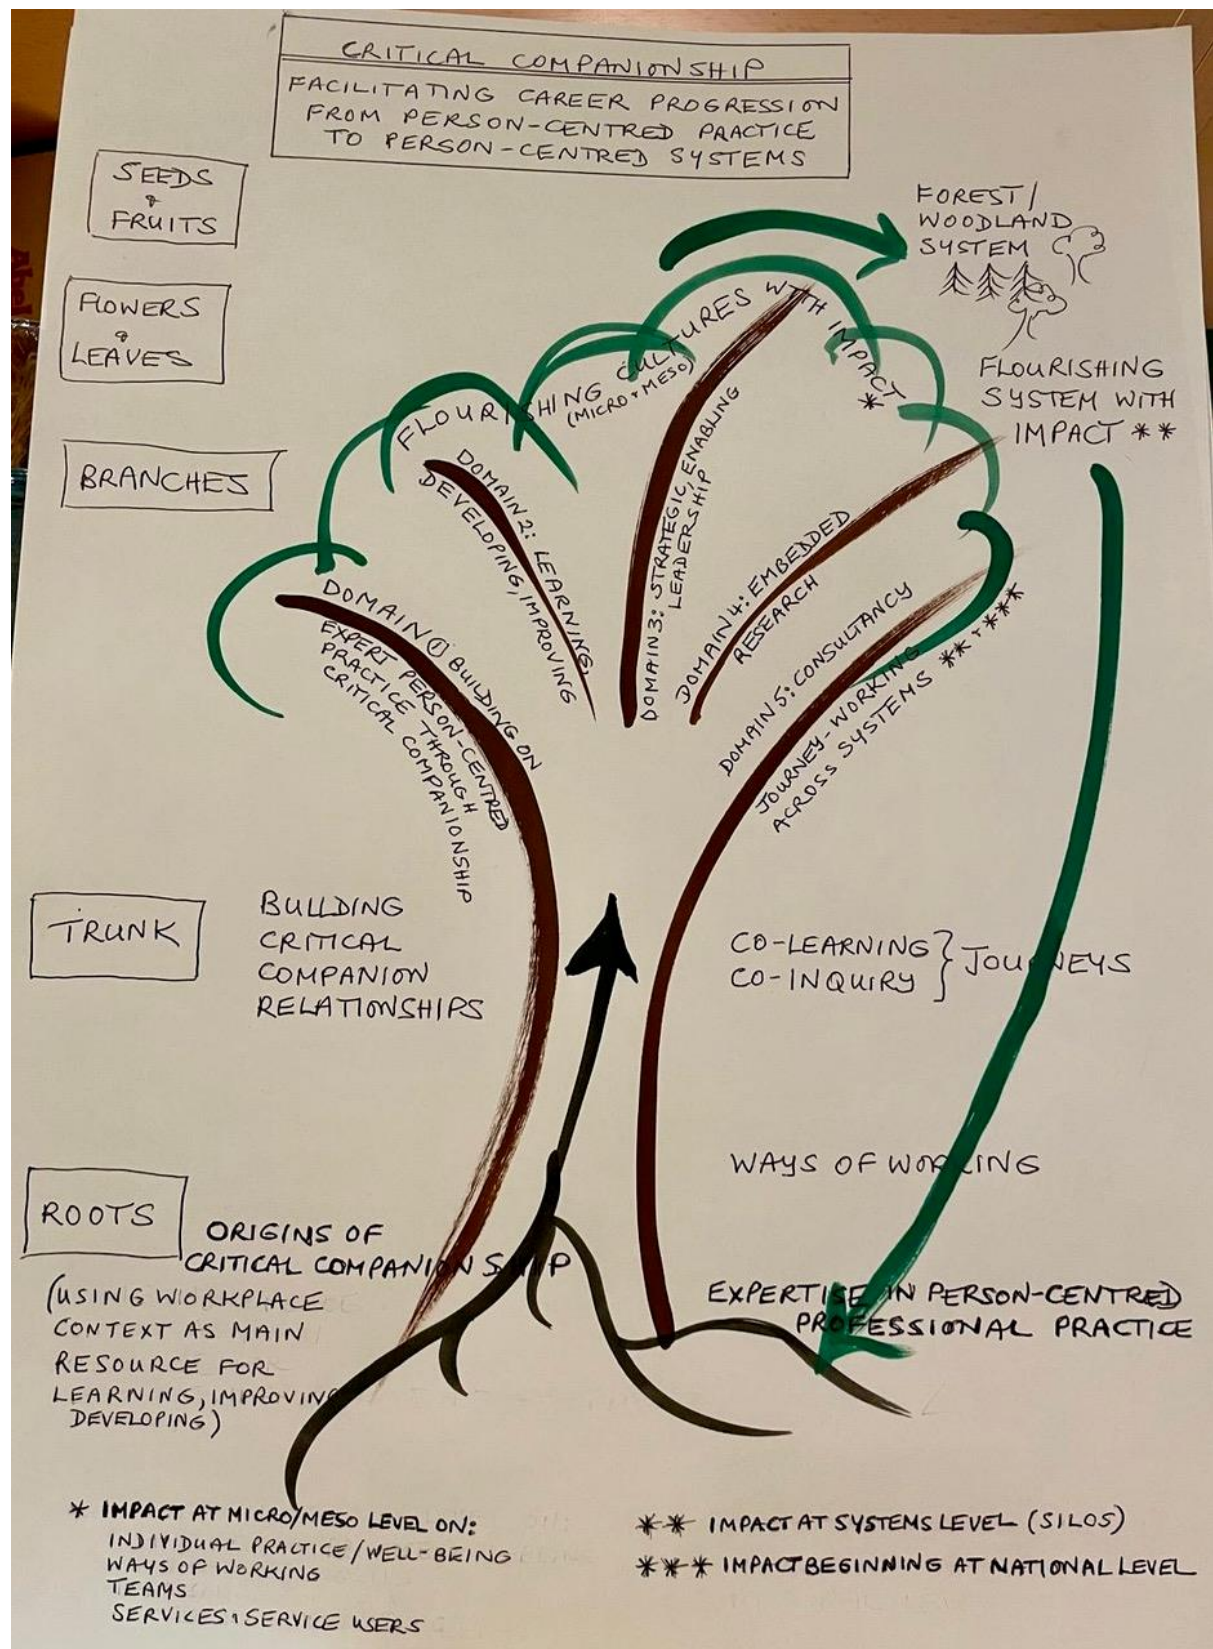 CRITICAL COMPANIONSHIP
FACILITATING CAREER PROGRESSION
FROM PERSON-CENTRED PRACTICE
TO PERSON-CENTRED SYSTEMS
SEEDS
&
FRUITS
FOREST/
WOODLAND
SYSTEM
FLOWERS
&
LEAVES
FLOURISHING CULTURES WITH IMPACT *
(MICRO + MESO)
FLOURISHING
SYSTEM WITH
IMPACT **
BRANCHES
DOMAIN 1: BUILDING ON
EXPERT PERSON-CENTRED
PRACTICE THROUGH
CRITICAL COMPANIONSHIP
DOMAIN 2: LEARNING,
DEVELOPING, IMPROVING
DOMAIN 3: STRATEGIC, ENABLING
LEADERSHIP
DOMAIN 4: EMBEDDED
RESEARCH
DOMAIN 5: CONSULTANCY
JOURNEY-WORKING
ACROSS SYSTEMS ** + ***
TRUNK
BUILDING
CRITICAL
COMPANION
RELATIONSHIPS
CO-LEARNING
CO-INQUIRY } JOURNEYS
WAYS OF WORKING
ROOTS
ORIGINS OF
CRITICAL COMPANIONSHIP
(USING WORKPLACE
CONTEXT AS MAIN
RESOURCE FOR
LEARNING, IMPROVING
DEVELOPING)
EXPERTISE IN PERSON-CENTRED
PROFESSIONAL PRACTICE
* IMPACT AT MICRO/MESO LEVEL ON:
INDIVIDUAL PRACTICE/WELL-BEING
WAYS OF WORKING
TEAMS
SERVICES & SERVICE USERS
** IMPACT AT SYSTEMS LEVEL (SILOS)
*** IMPACT BEGINNING AT NATIONAL LEVEL